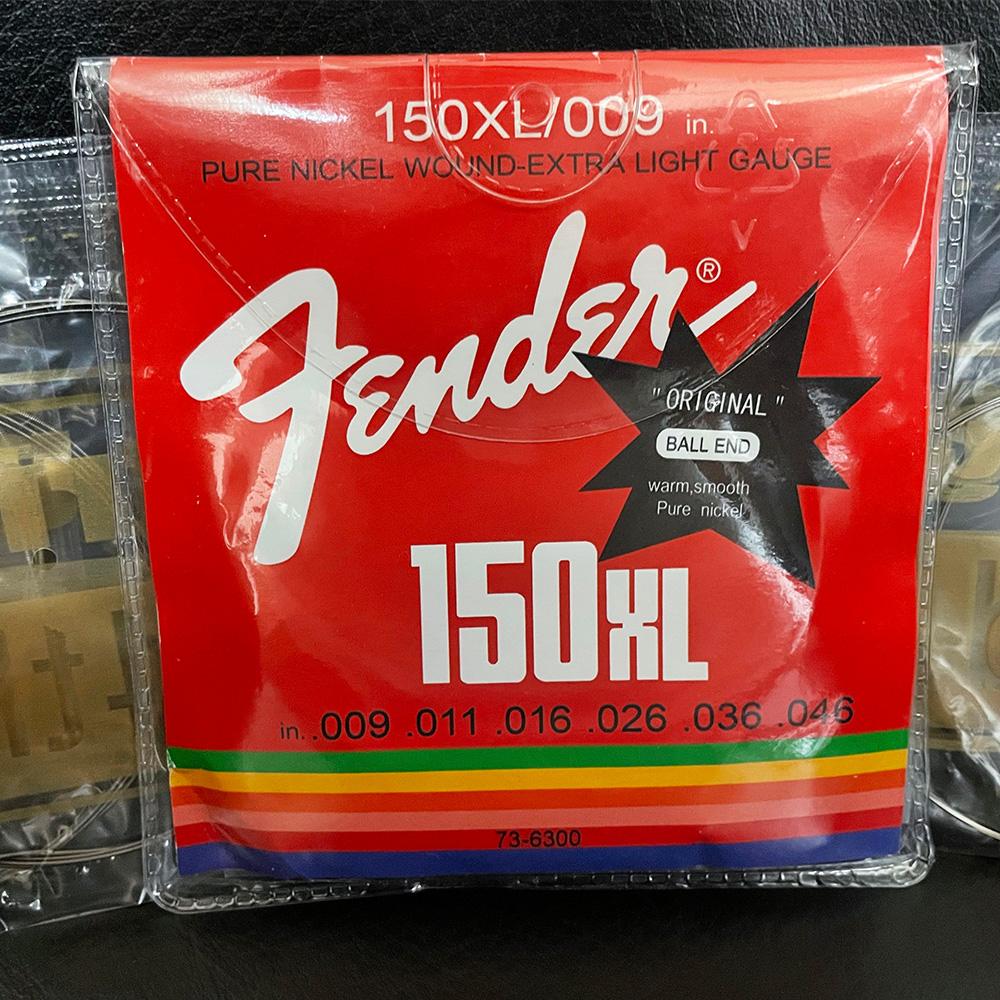 150XL/009 in.
PURE NICKEL WOUND-EXTRA LIGHT GAUGE
Fender®
"ORIGINAL"
BALL END
warm,smooth
Pure nickel
150XL
in. .009 .011 .016 .026 .036 .046
73-6300